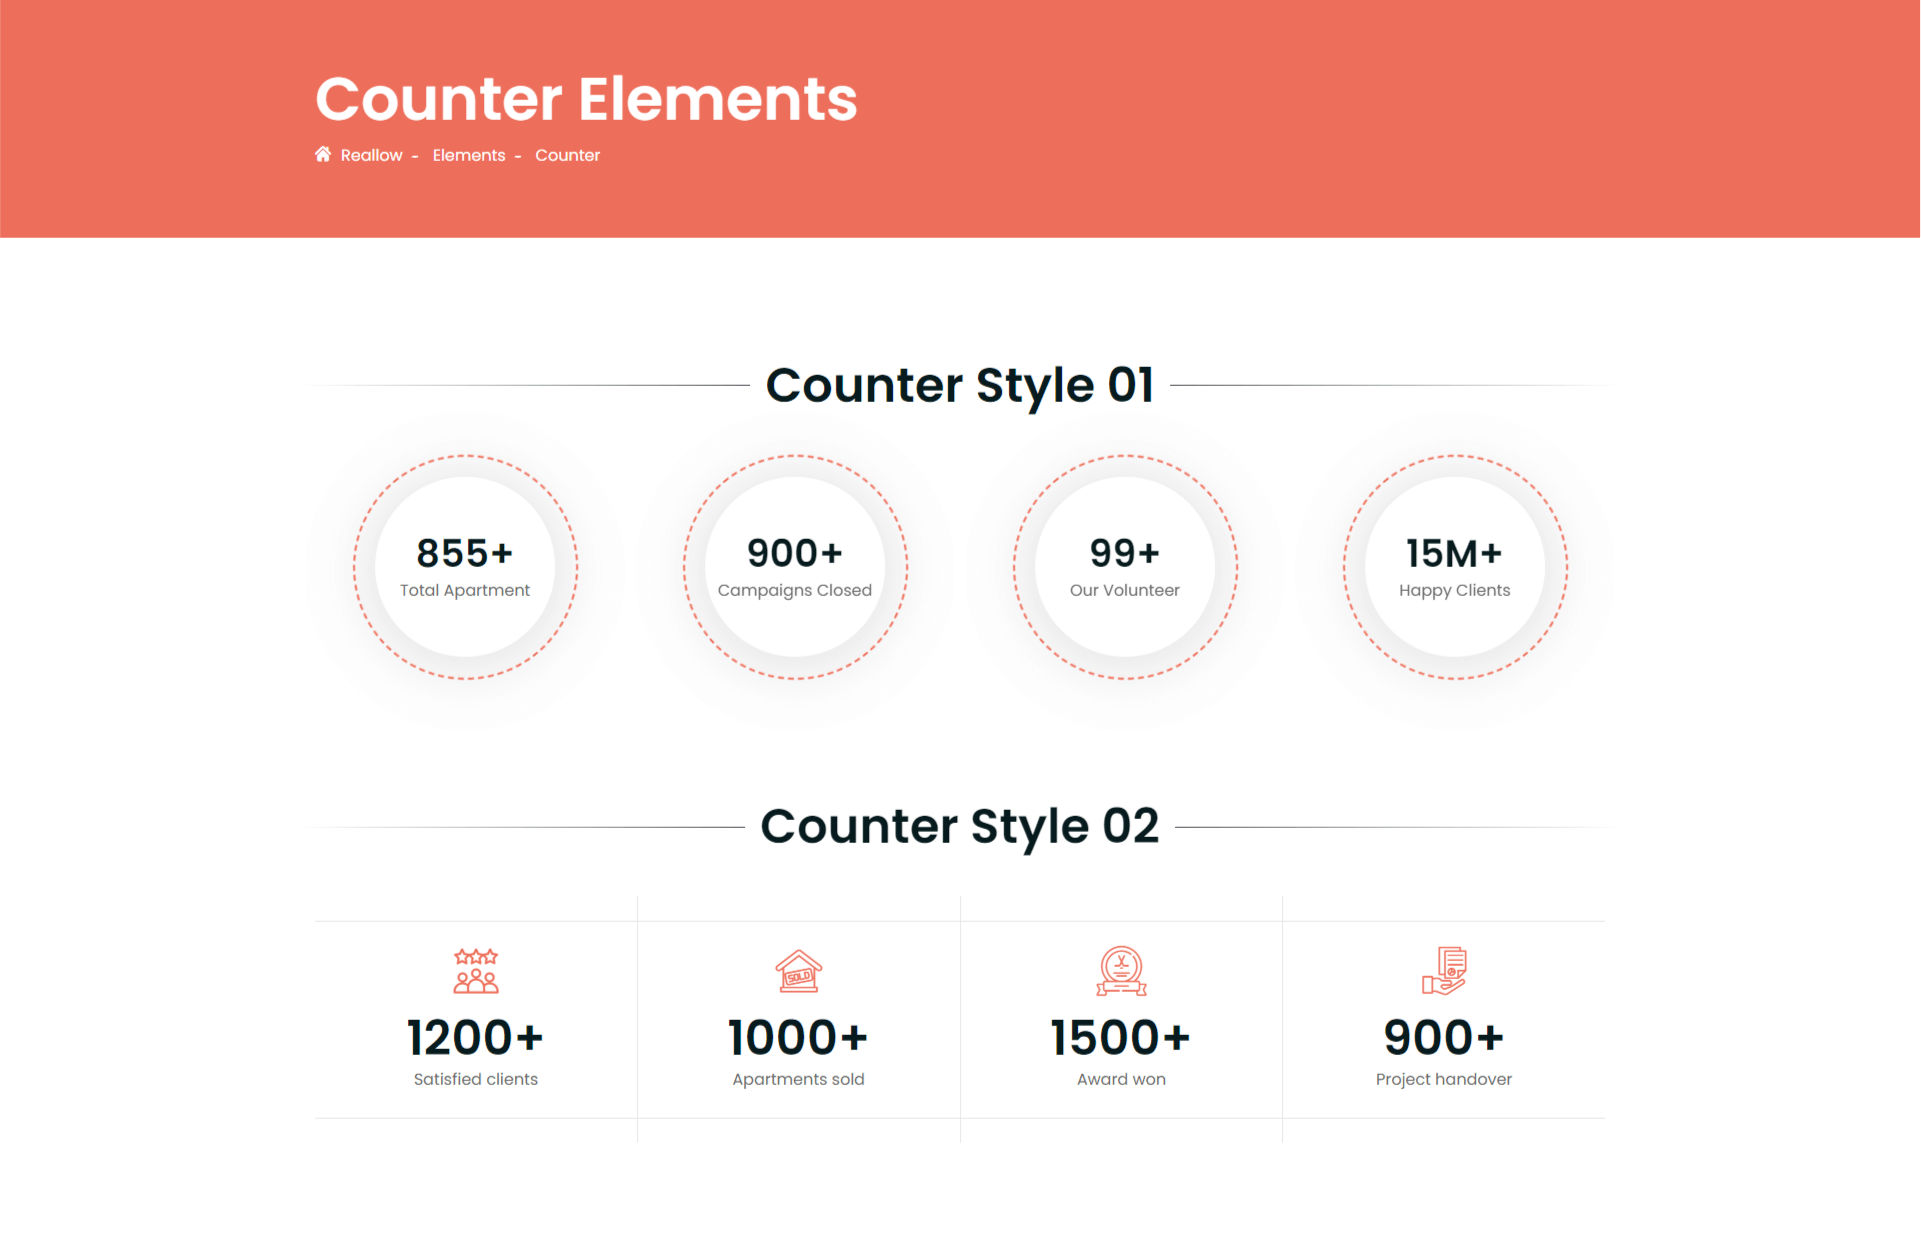 Counter Elements
Reallow - Elements - Counter
Counter Style 01
855+
Total Apartment
900+
Campaigns Closed
99+
Our Volunteer
15M+
Happy Clients
Counter Style 02
SOLD
1200+
Satisfied clients
1000+
Apartments sold
1500+
Award won
900+
Project handover